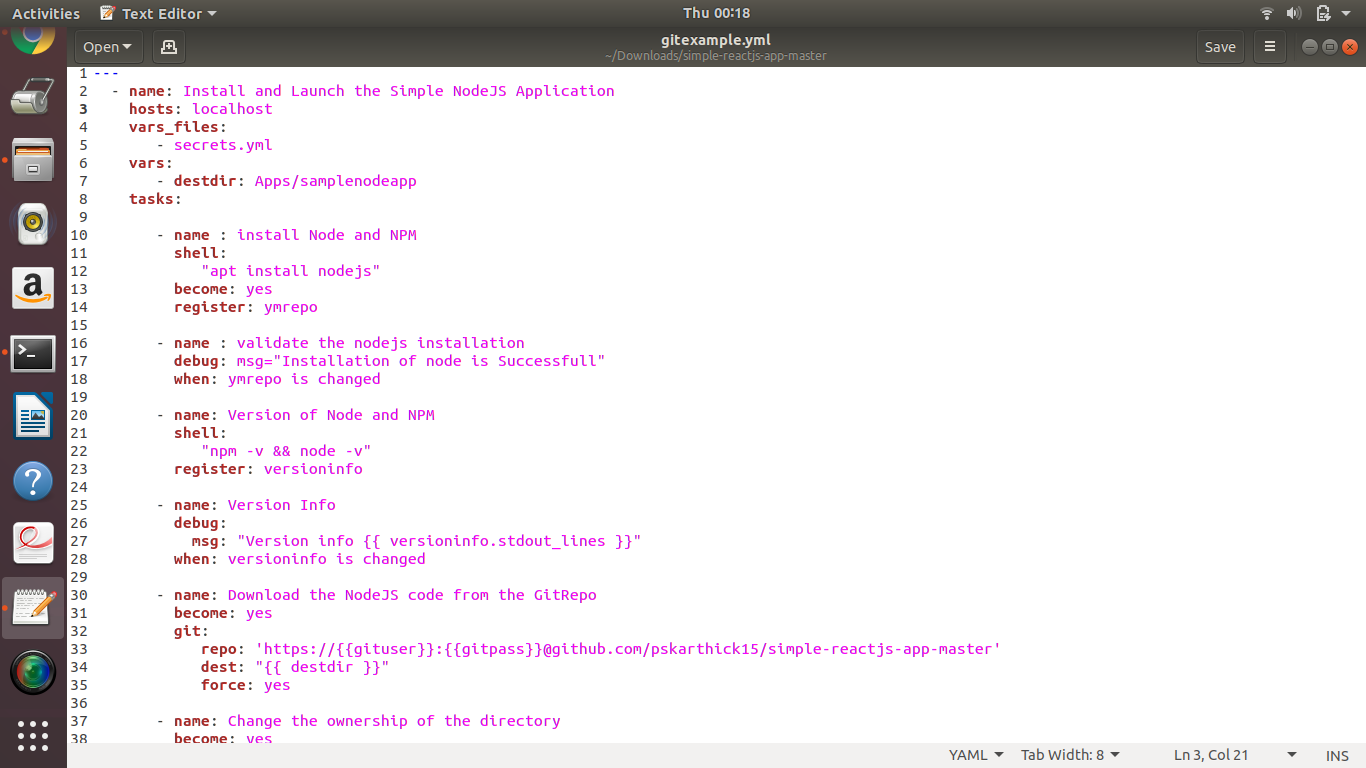 Activities Text Editor Thu 00:18
Open gitexample.yml Save
~/Downloads/simple-reactjs-app-master
1 ---
2   - name: Install and Launch the Simple NodeJS Application
3     hosts: localhost
4     vars_files:
5        - secrets.yml
6     vars:
7        - destdir: Apps/samplenodeapp
8     tasks:
9
10        - name : install Node and NPM
11          shell:
12             "apt install nodejs"
13          become: yes
14          register: ymrepo
15
16        - name : validate the nodejs installation
17          debug: msg="Installation of node is Successfull"
18          when: ymrepo is changed
19
20        - name: Version of Node and NPM
21          shell:
22             "npm -v && node -v"
23          register: versioninfo
24
25        - name: Version Info
26          debug:
27            msg: "Version info {{ versioninfo.stdout_lines }}"
28          when: versioninfo is changed
29
30        - name: Download the NodeJS code from the GitRepo
31          become: yes
32          git:
33             repo: 'https://{{gituser}}:{{gitpass}}@github.com/pskarthick15/simple-reactjs-app-master'
34             dest: "{{ destdir }}"
35             force: yes
36
37        - name: Change the ownership of the directory
38          become: yes
YAML Tab Width: 8 Ln 3, Col 21 INS